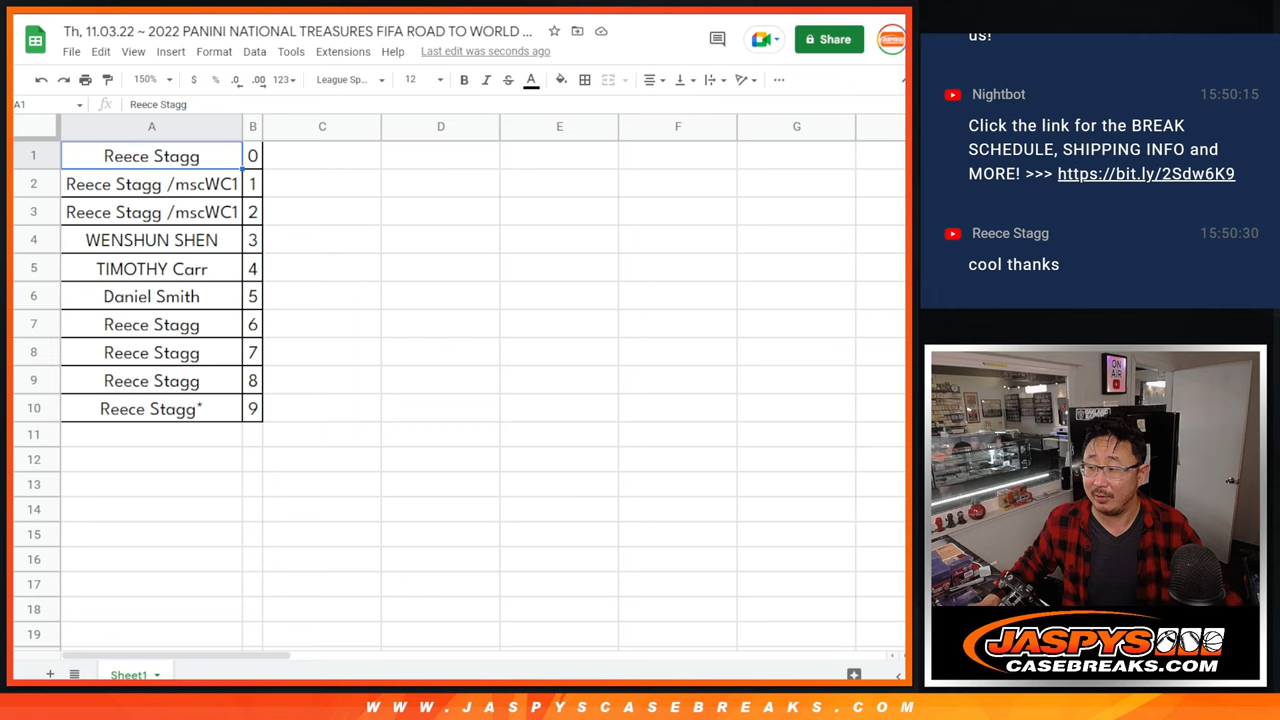 Th, 11.03.22 ~ 2022 PANINI NATIONAL TREASURES FIFA ROAD TO WORLD ...
File Edit View Insert Format Data Tools Extensions Help Last edit was seconds ago
Share
150% $ % .0 .00 123 League Sp... 12 B I S A
A1 fx Reece Stagg
A B C D E F G
1 Reece Stagg 0
2 Reece Stagg /mscWC1 1
3 Reece Stagg /mscWC1 2
4 WENSHUN SHEN 3
5 TIMOTHY Carr 4
6 Daniel Smith 5
7 Reece Stagg 6
8 Reece Stagg 7
9 Reece Stagg 8
10 Reece Stagg* 9
11
12
13
14
15
16
17
18
19
Sheet1
us!
Nightbot 15:50:15
Click the link for the BREAK
SCHEDULE, SHIPPING INFO and
MORE! >>> https://bit.ly/2Sdw6K9
Reece Stagg 15:50:30
cool thanks
ON
AIR
JASPYS
CASEBREAKS.COM
WWW.JASPYSCASEBREAKS.COM